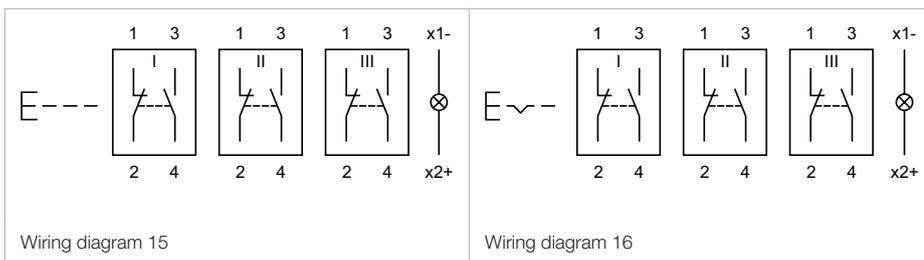 1 3 1 3 1 3 x1- 1 3 1 3 1 3 x1-
I II III I II III
2 4 2 4 2 4 x2+ 2 4 2 4 2 4 x2+
Wiring diagram 15 Wiring diagram 16